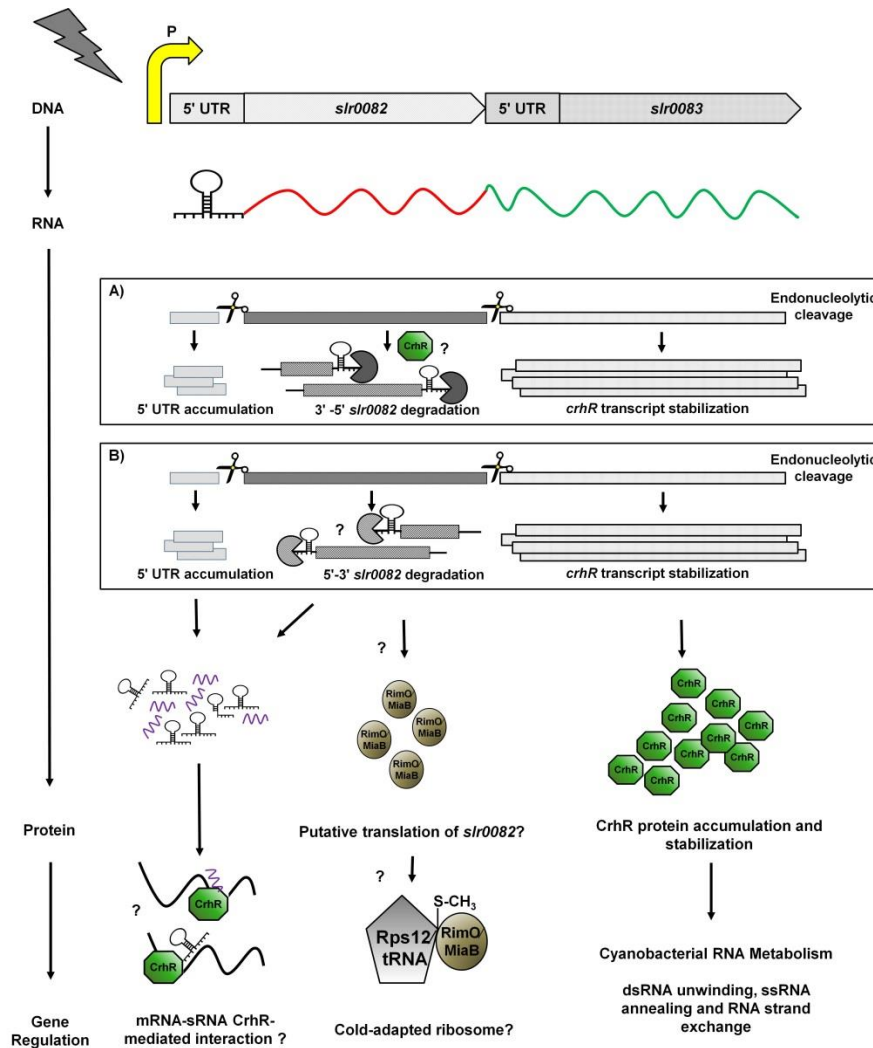 P
DNA
5' UTR
slr0082
5' UTR
slr0083
RNA
A)
Endonucleolytic
cleavage
CrhR
?
5' UTR accumulation
3' -5' slr0082 degradation
crhR transcript stabilization
B)
Endonucleolytic
cleavage
?
5' UTR accumulation
5'-3' slr0082 degradation
crhR transcript stabilization
?
RimO/
MiaB
RimO/
MiaB
RimO/
MiaB
RimO/
MiaB
CrhR
CrhR
CrhR
CrhR
CrhR
CrhR
CrhR
CrhR
CrhR
CrhR
Protein
Putative translation of slr0082?
CrhR protein accumulation and
stabilization
?
CrhR
CrhR
?
S-CH3
Rps12/
tRNA
RimO/
MiaB
Cyanobacterial RNA Metabolism
dsRNA unwinding, ssRNA
annealing and RNA strand
exchange
Gene
Regulation
mRNA-sRNA CrhR-
mediated interaction ?
Cold-adapted ribosome?